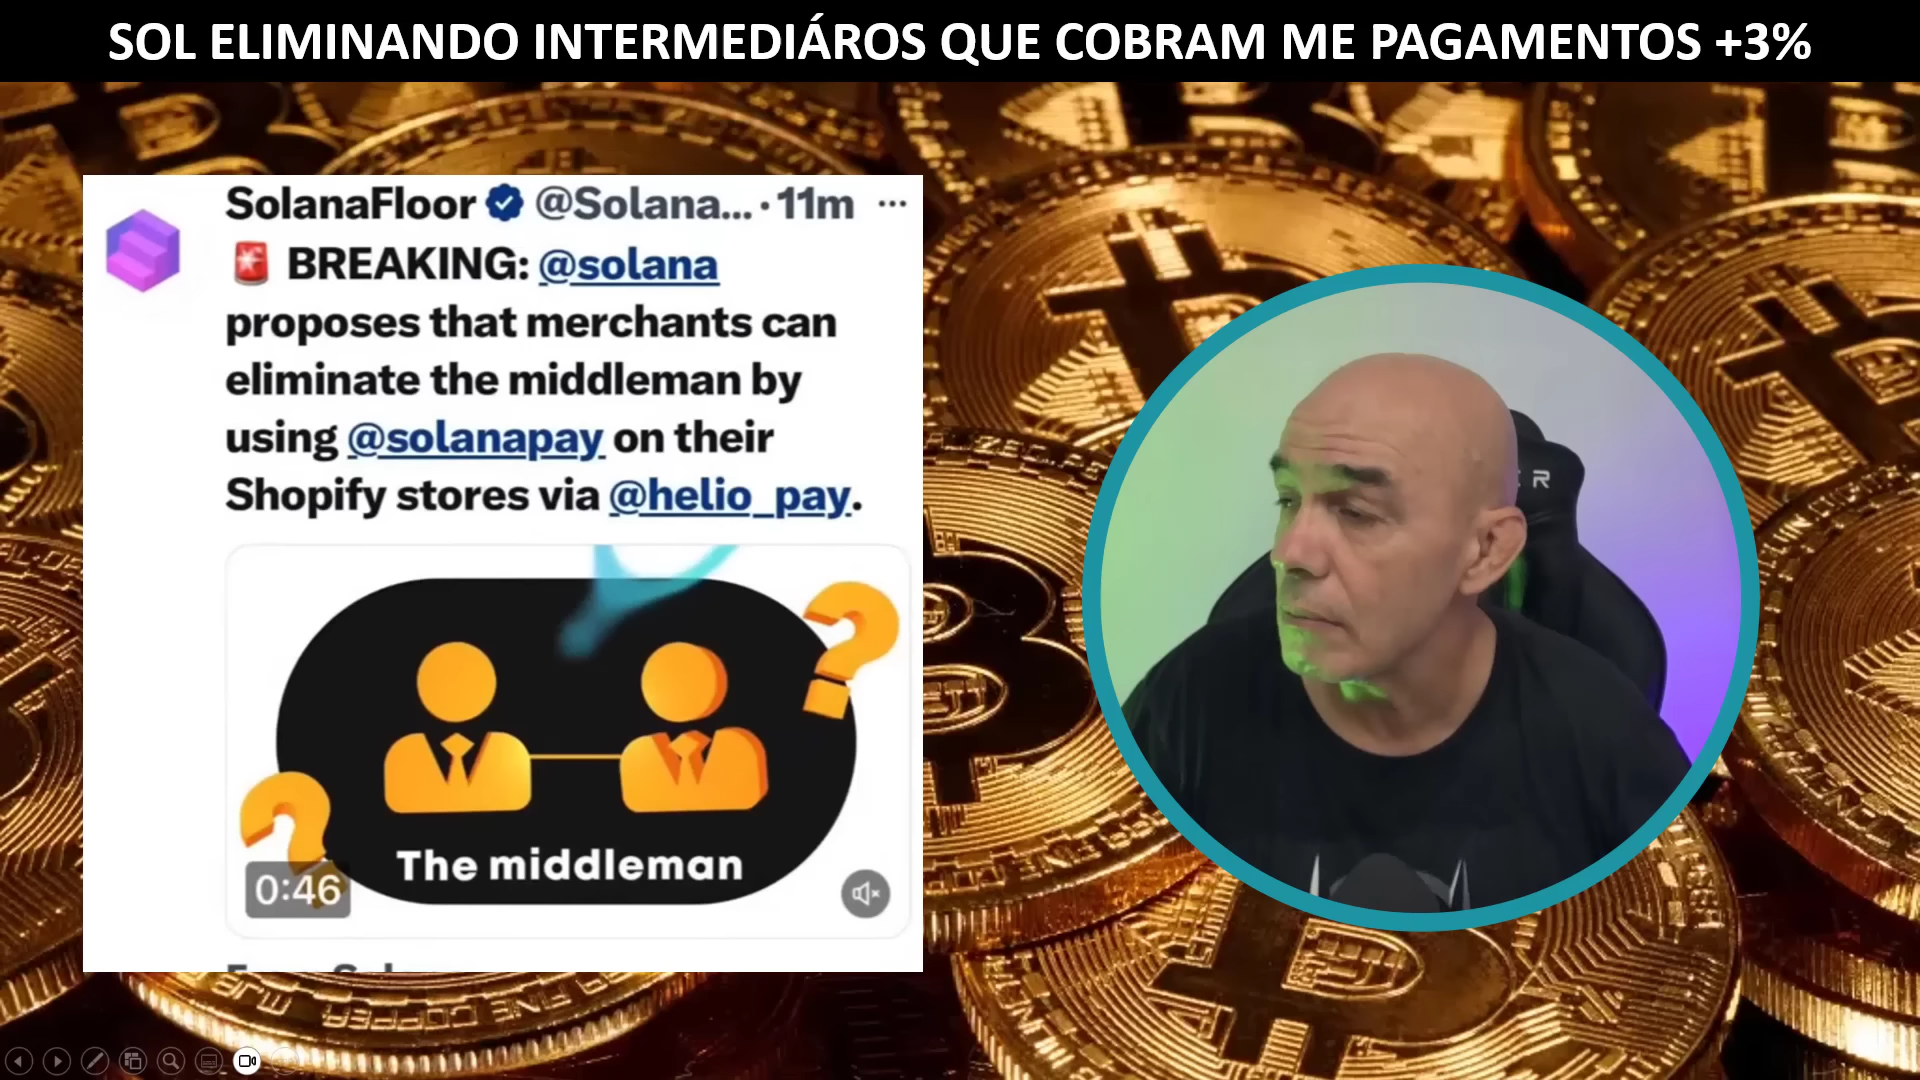 SOL ELIMINANDO INTERMEDIÁROS QUE COBRAM ME PAGAMENTOS +3%
SolanaFloor @Solana... · 11m ...
BREAKING: @solana
proposes that merchants can
eliminate the middleman by
using @solanapay on their
Shopify stores via @helio_pay.
The middleman
0:46
R